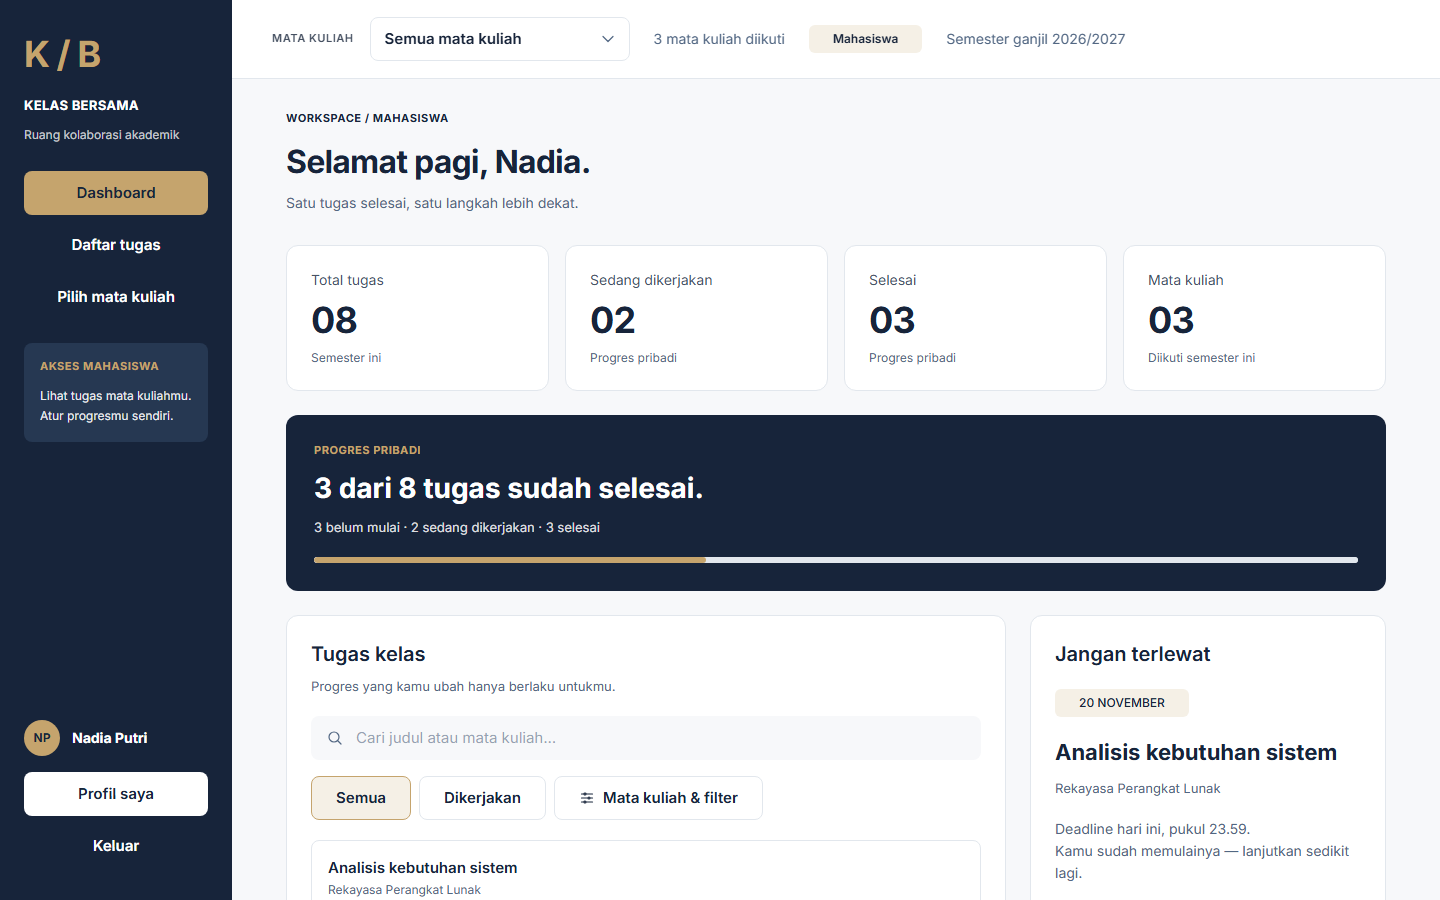 K / B
KELAS BERSAMA
Ruang kolaborasi akademik
Dashboard
Daftar tugas
Pilih mata kuliah
AKSES MAHASISWA
Lihat tugas mata kuliahmu.
Atur progresmu sendiri.
NP
Nadia Putri
Profil saya
Keluar
MATA KULIAH
Semua mata kuliah
3 mata kuliah diikuti
Mahasiswa
Semester ganjil 2026/2027
WORKSPACE / MAHASISWA
Selamat pagi, Nadia.
Satu tugas selesai, satu langkah lebih dekat.
Total tugas
08
Semester ini
Sedang dikerjakan
02
Progres pribadi
Selesai
03
Progres pribadi
Mata kuliah
03
Diikuti semester ini
PROGRES PRIBADI
3 dari 8 tugas sudah selesai.
3 belum mulai · 2 sedang dikerjakan · 3 selesai
Tugas kelas
Progres yang kamu ubah hanya berlaku untukmu.
Cari judul atau mata kuliah...
Semua
Dikerjakan
Mata kuliah & filter
Analisis kebutuhan sistem
Rekayasa Perangkat Lunak
Jangan terlewat
20 NOVEMBER
Analisis kebutuhan sistem
Rekayasa Perangkat Lunak
Deadline hari ini, pukul 23.59.
Kamu sudah memulainya — lanjutkan sedikit
lagi.